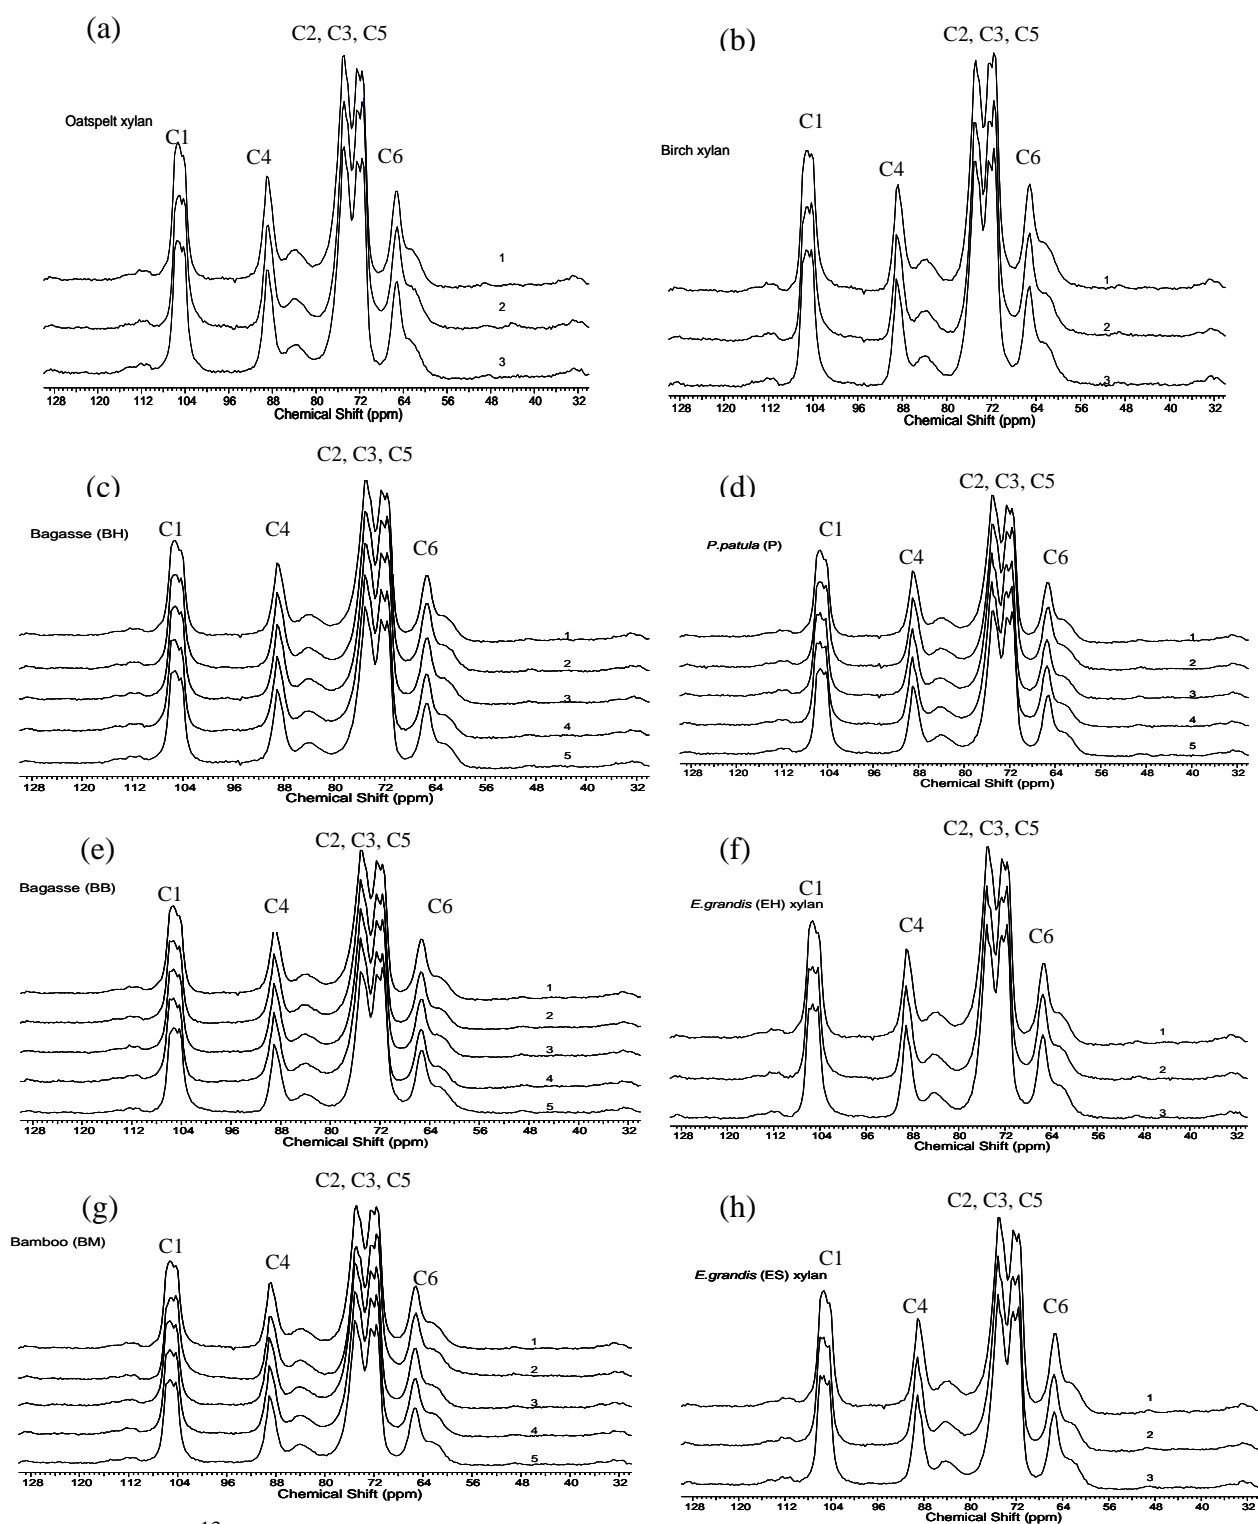 (a)
C2, C3, C5
Oatspelt xylan
C1
C4
C6
1
2
3
128 120 112 104 96 88 80 72 64 56 48 40 32
Chemical Shift (ppm)
(b)
C2, C3, C5
C1
Birch xylan
C4
C6
1
2
3
128 120 112 104 96 88 80 72 64 56 48 40 32
Chemical Shift (ppm)
(c)
C2, C3, C5
Bagasse (BH)
C1
C4
C6
1
2
3
4
5
128 120 112 104 96 88 80 72 64 56 48 40 32
Chemical Shift (ppm)
(d)
C2, C3, C5
C1
P.patula (P)
C4
C6
1
2
3
4
5
128 120 112 104 96 88 80 72 64 56 48 40 32
Chemical Shift (ppm)
(e)
C2, C3, C5
Bagasse (BB)
C1
C4
C6
1
2
3
4
5
128 120 112 104 96 88 80 72 64 56 48 40 32
Chemical Shift (ppm)
(f)
C2, C3, C5
C1
E.grandis (EH) xylan
C4
C6
1
2
3
128 120 112 104 96 88 80 72 64 56 48 40 32
Chemical Shift (ppm)
(g)
C2, C3, C5
Bamboo (BM)
C1
C4
C6
1
2
3
4
5
128 120 112 104 96 88 80 72 64 56 48 40 32
Chemical Shift (ppm)
(h)
C2, C3, C5
C1
E.grandis (ES) xylan
C4
C6
1
2
3
128 120 112 104 96 88 80 72 64 56 48 40 32
Chemical Shift (ppm)